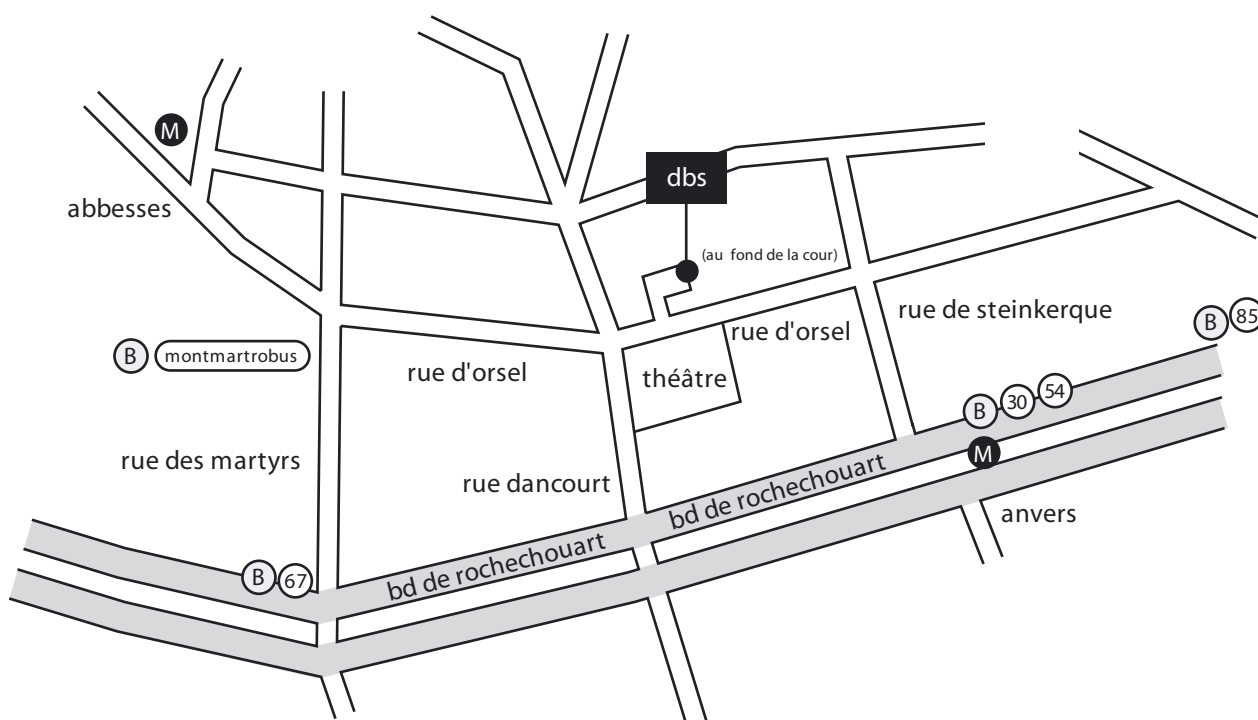 M
abbesses
dbs
(au fond de la cour)
rue de steinkerque
B 85
rue d'orsel
B montmartrobus
rue d'orsel
théâtre
B 30 54
M
rue des martyrs
rue dancourt
bd de rochechouart
anvers
B 67
bd de rochechouart